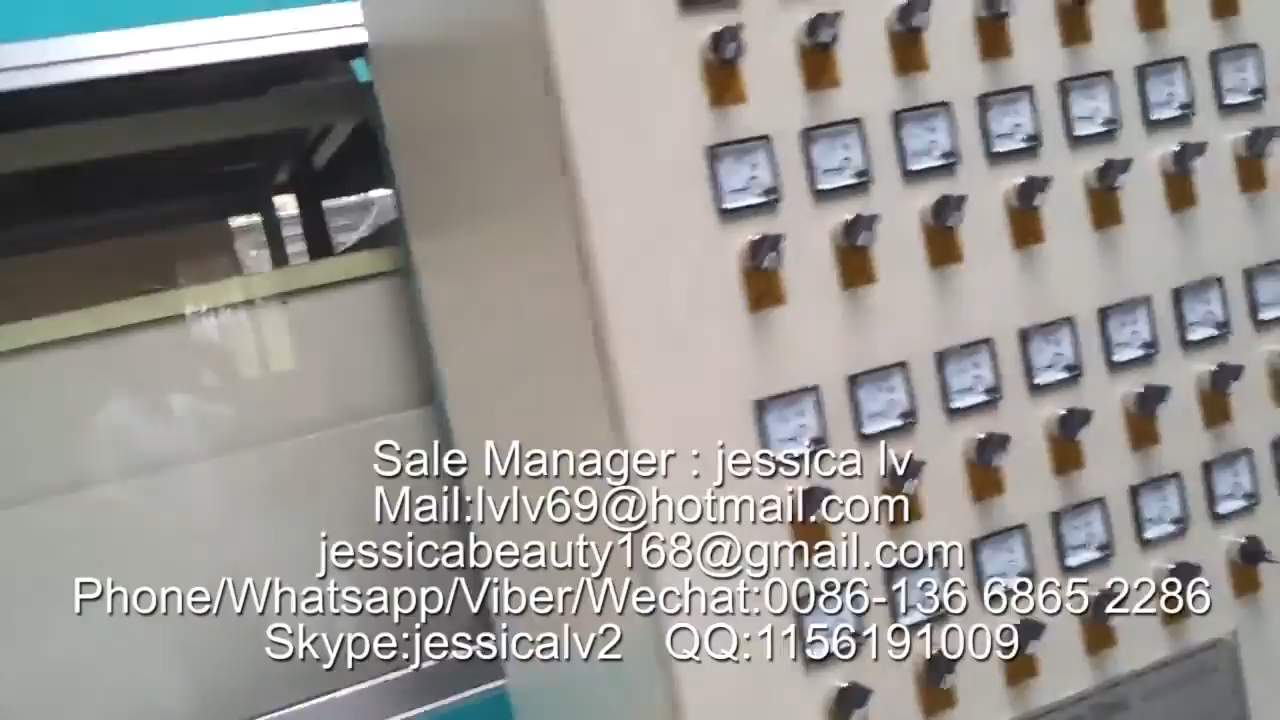 Sale Manager : jessica lv
Mail:lvlv69@hotmail.com
jessicabeauty168@gmail.com
Phone/Whatsapp/Viber/Wechat:0086-136 6865 2286
Skype:jessicalv2 QQ:1156191009